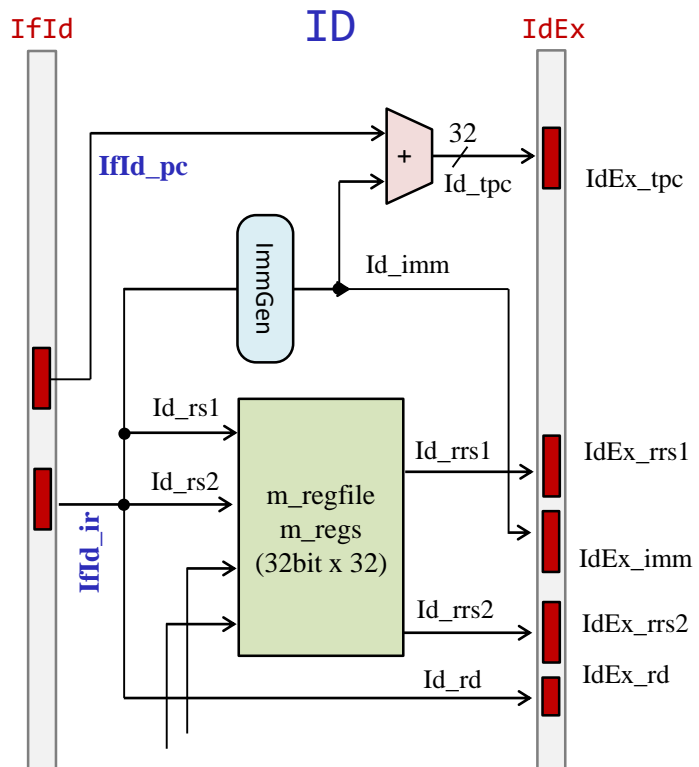 IfId
ID
IdEx
32
+
IfId_pc
Id_tpc
IdEx_tpc
ImmGen
Id_imm
Id_rs1
Id_rrs1
IdEx_rrs1
Id_rs2
m_regfile
m_regs
(32bit x 32)
IfId_ir
IdEx_imm
Id_rrs2
IdEx_rrs2
Id_rd
IdEx_rd